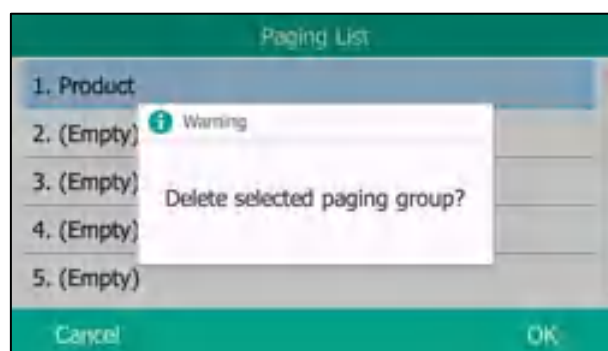 Paging List
1. Product
2. (Empty)
Warning
3. (Empty)
Delete selected paging group?
4. (Empty)
5. (Empty)
Cancel OK